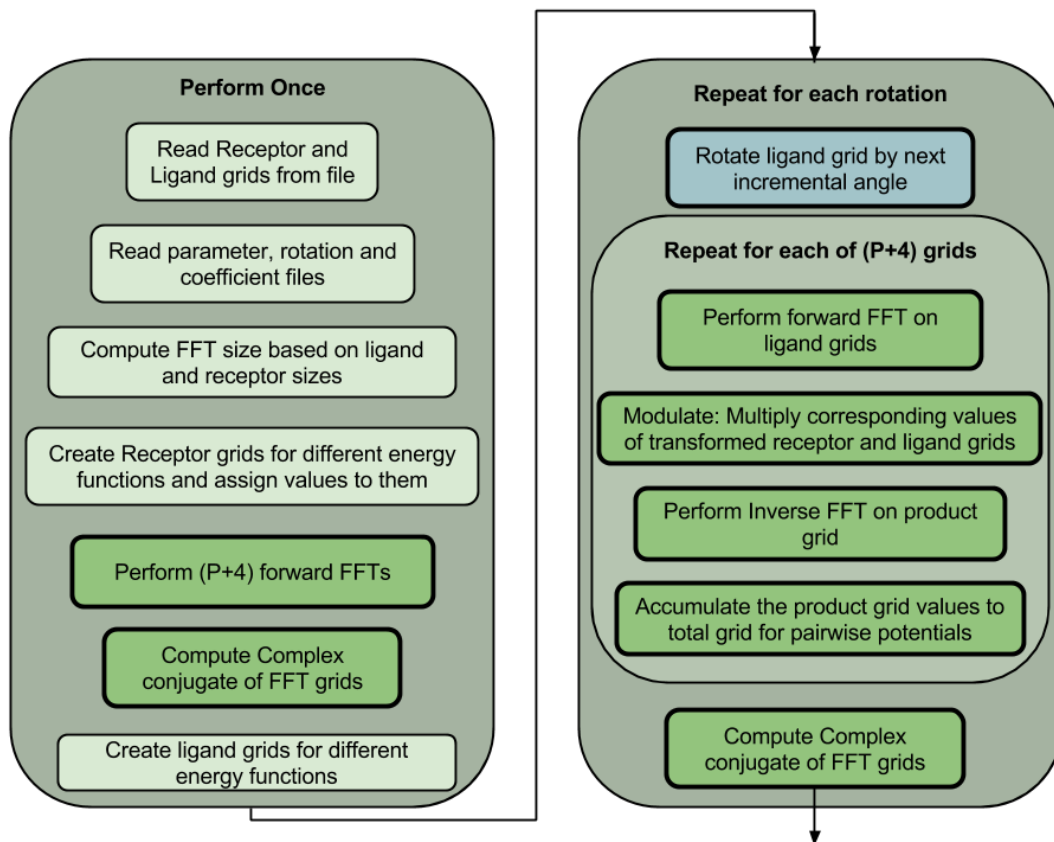 Perform Once
Read Receptor and
Ligand grids from file
Read parameter, rotation and
coefficient files
Compute FFT size based on ligand
and receptor sizes
Create Receptor grids for different energy
functions and assign values to them
Perform (P+4) forward FFTs
Compute Complex
conjugate of FFT grids
Create ligand grids for different
energy functions
Repeat for each rotation
Rotate ligand grid by next
incremental angle
Repeat for each of (P+4) grids
Perform forward FFT on
ligand grids
Modulate: Multiply corresponding values
of transformed receptor and ligand grids
Perform Inverse FFT on product
grid
Accumulate the product grid values to
total grid for pairwise potentials
Compute Complex
conjugate of FFT grids